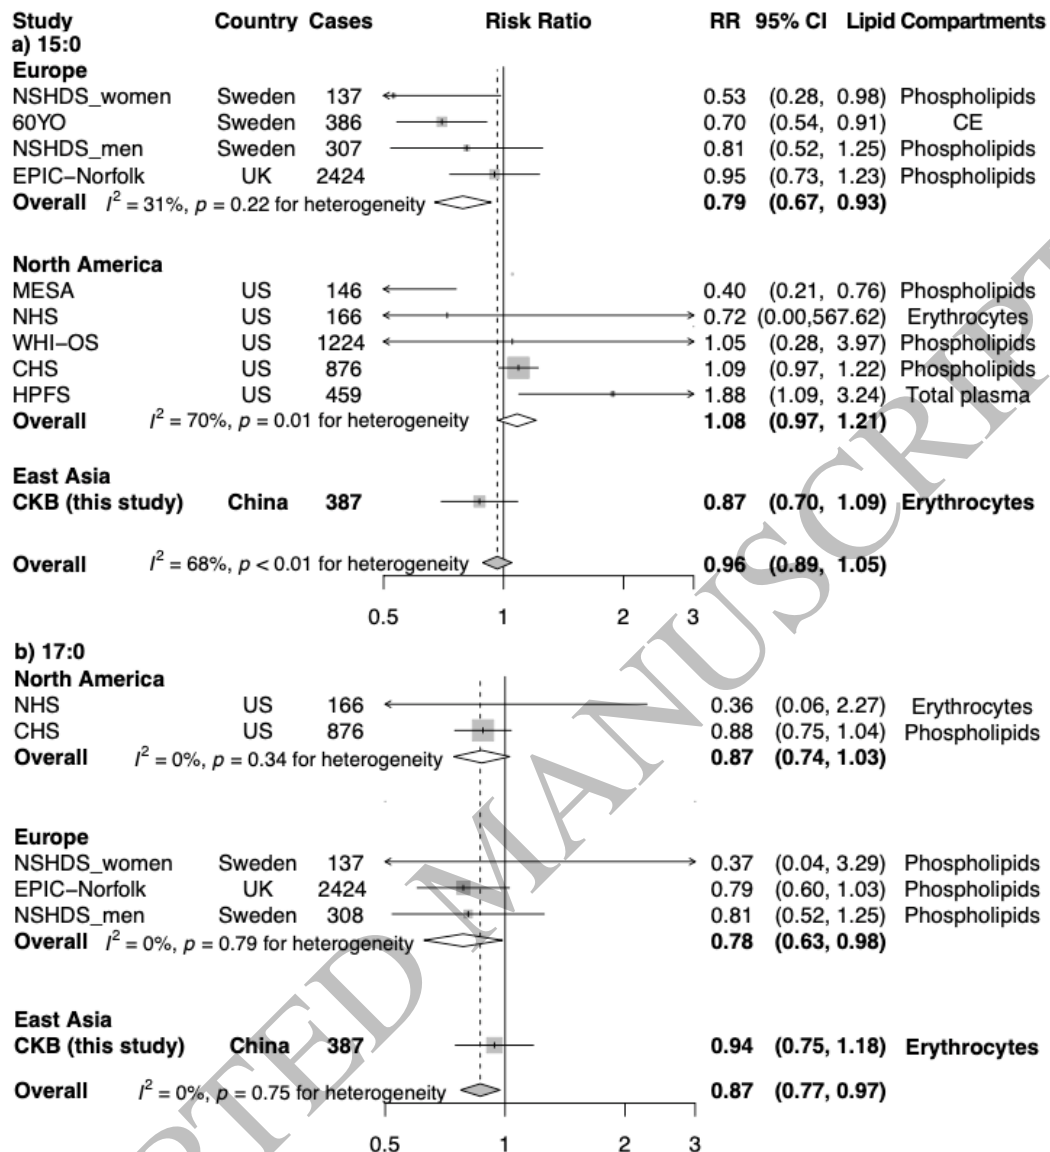 Study Country Cases Risk Ratio RR 95% CI Lipid Compartments
a) 15:0
Europe
NSHDS_women Sweden 137 0.53 (0.28, 0.98) Phospholipids
60YO Sweden 386 0.70 (0.54, 0.91) CE
NSHDS_men Sweden 307 0.81 (0.52, 1.25) Phospholipids
EPIC−Norfolk UK 2424 0.95 (0.73, 1.23) Phospholipids
Overall I² = 31%, p = 0.22 for heterogeneity 0.79 (0.67, 0.93)
North America
MESA US 146 0.40 (0.21, 0.76) Phospholipids
NHS US 166 0.72 (0.00,567.62) Erythrocytes
WHI−OS US 1224 1.05 (0.28, 3.97) Phospholipids
CHS US 876 1.09 (0.97, 1.22) Phospholipids
HPFS US 459 1.88 (1.09, 3.24) Total plasma
Overall I² = 70%, p = 0.01 for heterogeneity 1.08 (0.97, 1.21)
East Asia
CKB (this study) China 387 0.87 (0.70, 1.09) Erythrocytes
Overall I² = 68%, p < 0.01 for heterogeneity 0.96 (0.89, 1.05)
0.5 1 2 3
b) 17:0
North America
NHS US 166 0.36 (0.06, 2.27) Erythrocytes
CHS US 876 0.88 (0.75, 1.04) Phospholipids
Overall I² = 0%, p = 0.34 for heterogeneity 0.87 (0.74, 1.03)
Europe
NSHDS_women Sweden 137 0.37 (0.04, 3.29) Phospholipids
EPIC−Norfolk UK 2424 0.79 (0.60, 1.03) Phospholipids
NSHDS_men Sweden 308 0.81 (0.52, 1.25) Phospholipids
Overall I² = 0%, p = 0.79 for heterogeneity 0.78 (0.63, 0.98)
East Asia
CKB (this study) China 387 0.94 (0.75, 1.18) Erythrocytes
Overall I² = 0%, p = 0.75 for heterogeneity 0.87 (0.77, 0.97)
0.5 1 2 3
RTED MANUSCRIPT